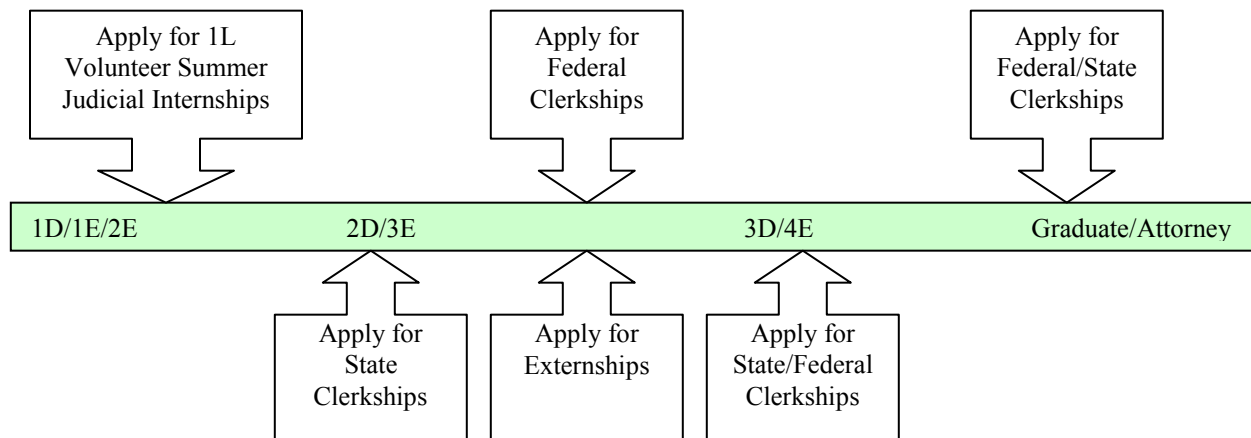 Apply for 1L
Volunteer Summer
Judicial Internships
Apply for
Federal
Clerkships
Apply for
Federal/State
Clerkships
1D/1E/2E
2D/3E
3D/4E
Graduate/Attorney
Apply for
State
Clerkships
Apply for
Externships
Apply for
State/Federal
Clerkships